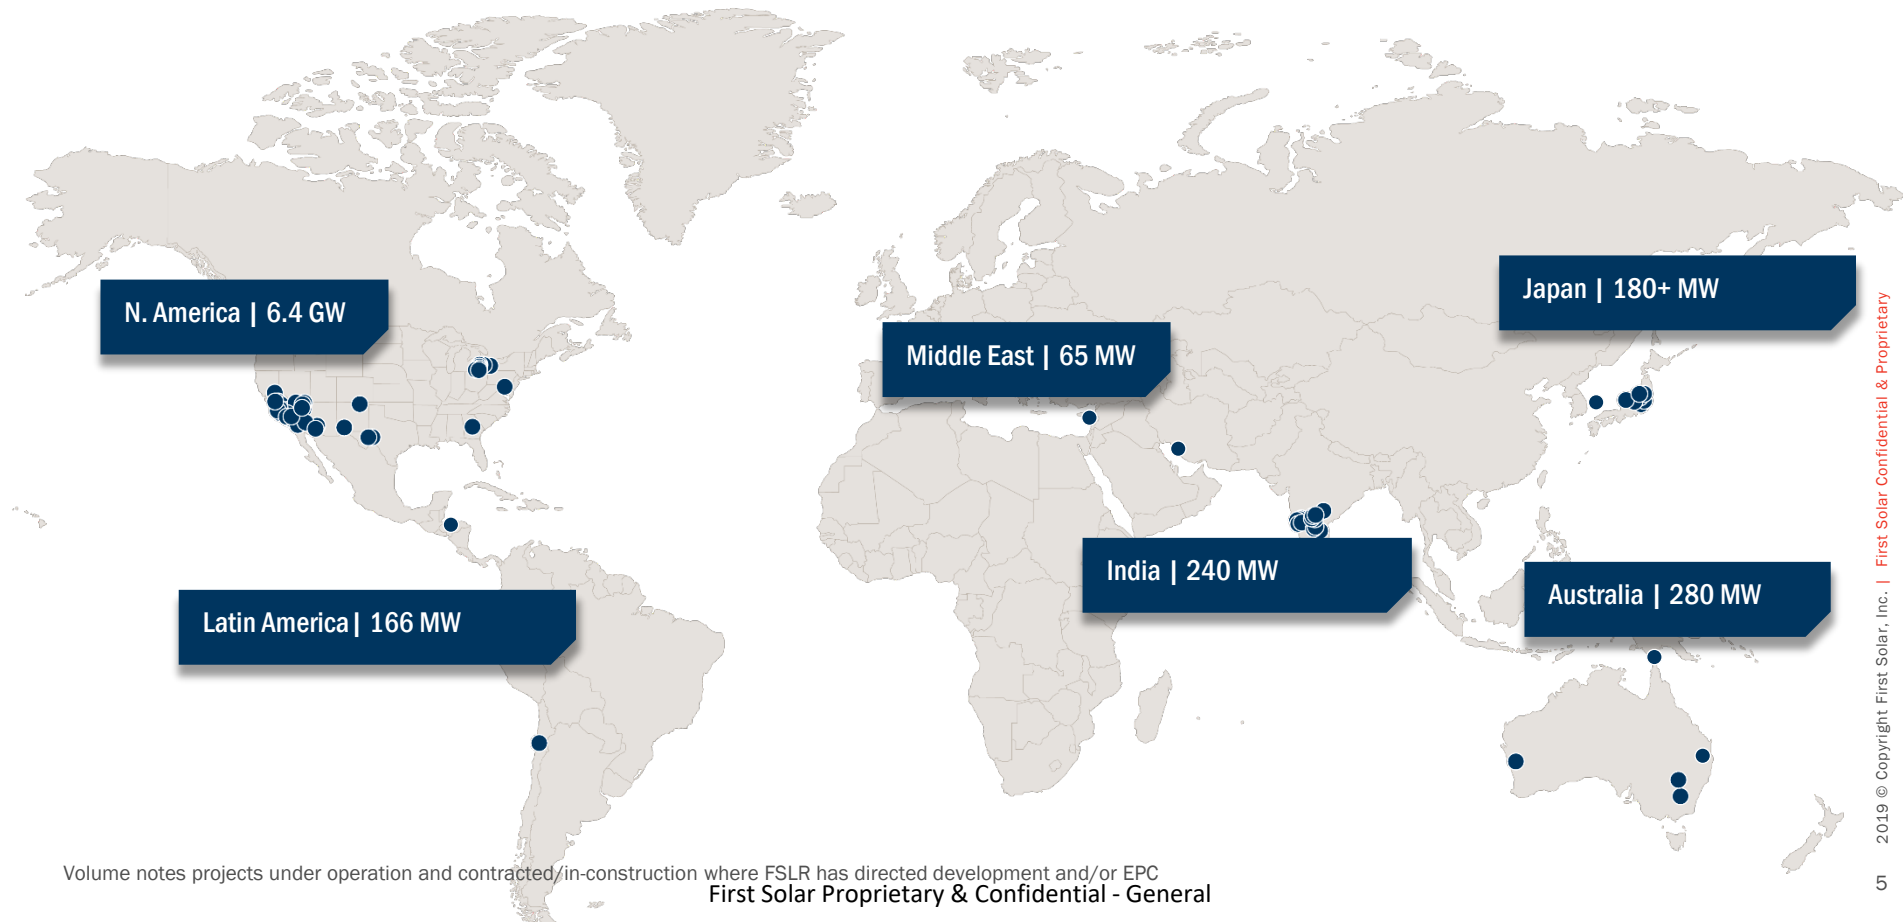 N. America | 6.4 GW
Japan | 180+ MW
Middle East | 65 MW
India | 240 MW
Australia | 280 MW
Latin America | 166 MW
Volume notes projects under operation and contracted/in-construction where FSLR has directed development and/or EPC
First Solar Proprietary & Confidential - General
2019 © Copyright First Solar, Inc. | First Solar Confidential & Proprietary
5